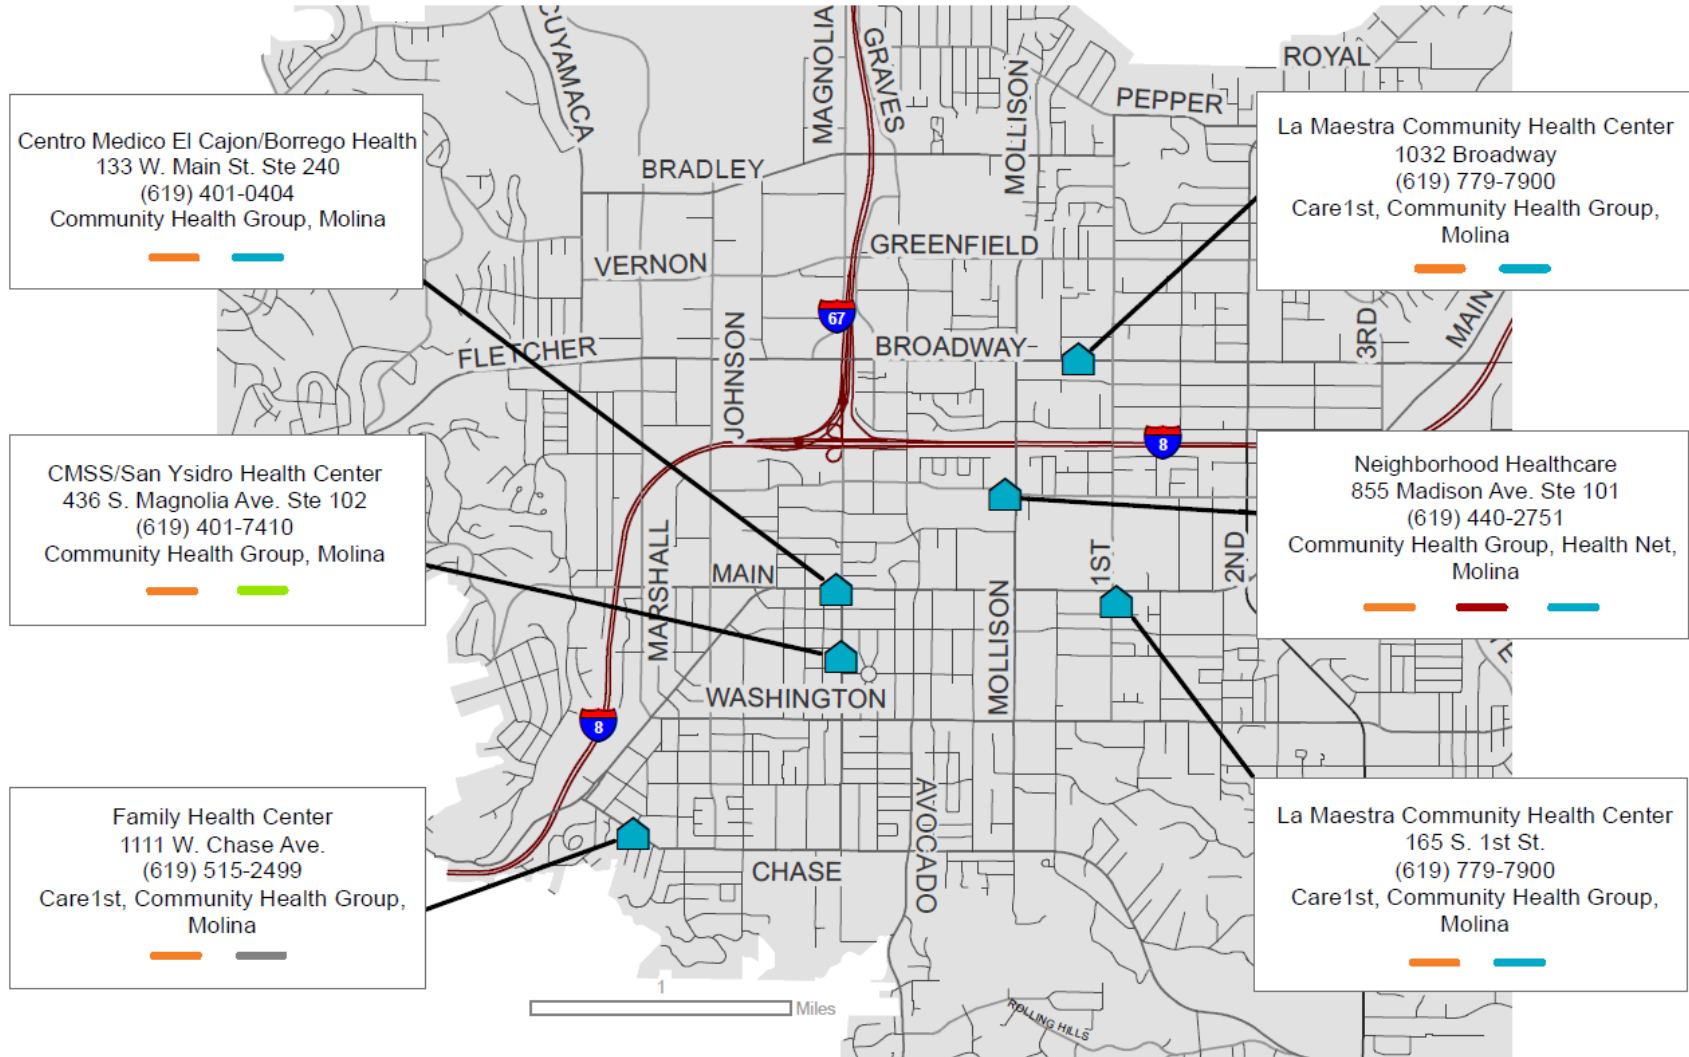 CUYAMACA
MAGNOLIA
GRAVES
MOLLISON
ROYAL
PEPPER
BRADLEY
GREENFIELD
VERNON
67
JOHNSON
FLETCHER
BROADWAY
3RD
MAIN
8
MARSHALL
MAIN
1ST
2ND
MOLLISON
WASHINGTON
8
AVOCADO
CHASE
ROLLING HILLS
1
Miles
Centro Medico El Cajon/Borrego Health
133 W. Main St. Ste 240
(619) 401-0404
Community Health Group, Molina
CMSS/San Ysidro Health Center
436 S. Magnolia Ave. Ste 102
(619) 401-7410
Community Health Group, Molina
Family Health Center
1111 W. Chase Ave.
(619) 515-2499
Care1st, Community Health Group,
Molina
La Maestra Community Health Center
1032 Broadway
(619) 779-7900
Care1st, Community Health Group,
Molina
Neighborhood Healthcare
855 Madison Ave. Ste 101
(619) 440-2751
Community Health Group, Health Net,
Molina
La Maestra Community Health Center
165 S. 1st St.
(619) 779-7900
Care1st, Community Health Group,
Molina